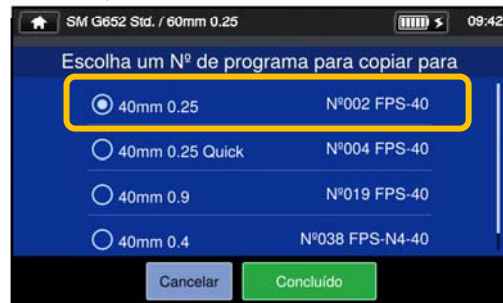 SM G652 Std. / 60mm 0.25 09:42
Escolha um Nº de programa para copiar para
40mm 0.25 Nº002 FPS-40
40mm 0.25 Quick Nº004 FPS-40
40mm 0.9 Nº019 FPS-40
40mm 0.4 Nº038 FPS-N4-40
Cancelar Concluído